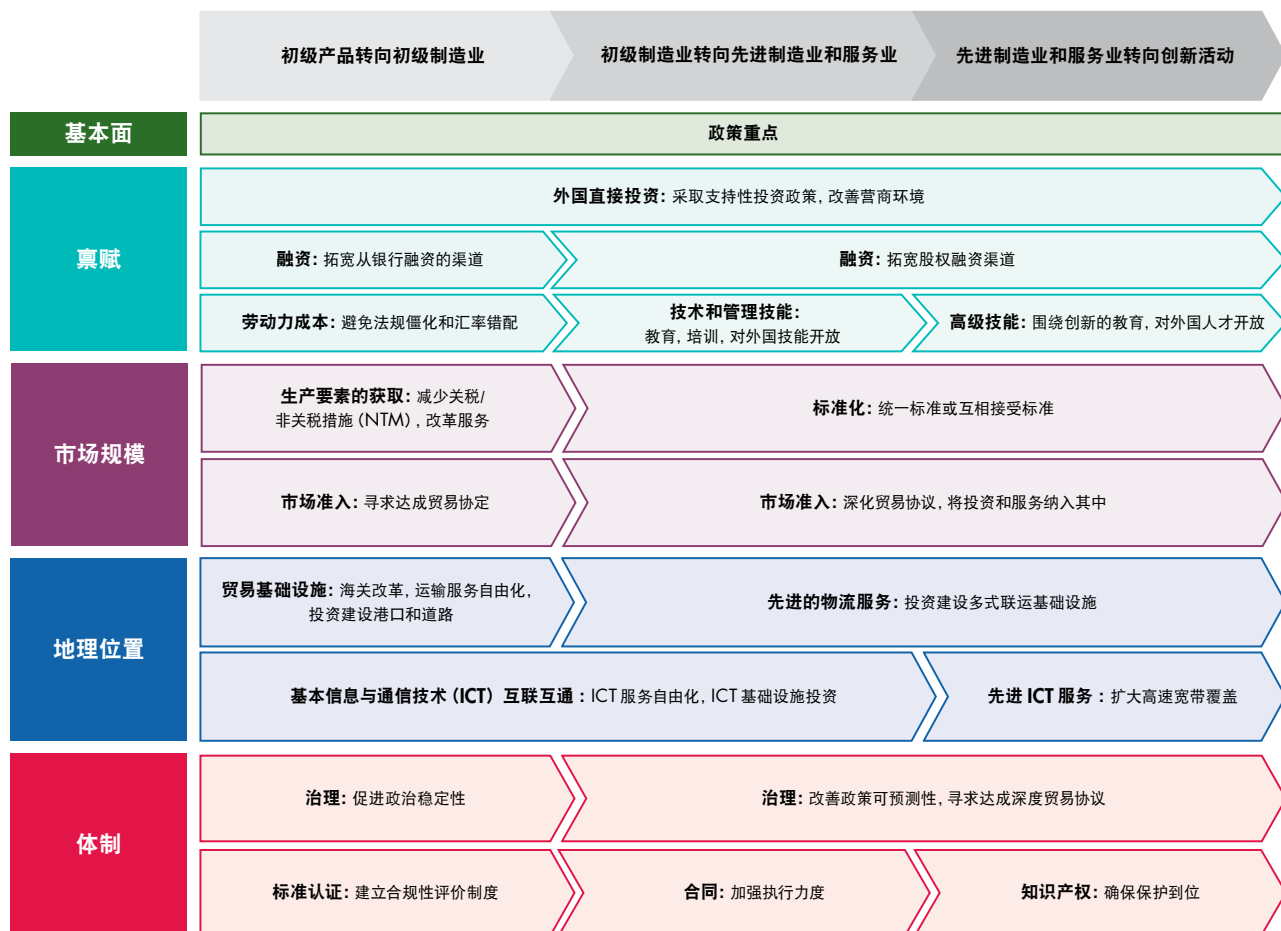 初级产品转向初级制造业
初级制造业转向先进制造业和服务业
先进制造业和服务业转向创新活动
基本面
政策重点
禀赋
外国直接投资: 采取支持性投资政策, 改善营商环境
融资: 拓宽从银行融资的渠道
融资: 拓宽股权融资渠道
劳动力成本: 避免法规僵化和汇率错配
技术和管理技能:
教育, 培训, 对外国技能开放
高级技能: 围绕创新的教育, 对外国人才开放
市场规模
生产要素的获取: 减少关税/
非关税措施 (NTM) , 改革服务
标准化: 统一标准或互相接受标准
市场准入: 寻求达成贸易协定
市场准入: 深化贸易协议, 将投资和服务纳入其中
地理位置
贸易基础设施: 海关改革, 运输服务自由化,
投资建设港口和道路
先进的物流服务: 投资建设多式联运基础设施
基本信息与通信技术 (ICT) 互联互通 : ICT 服务自由化, ICT 基础设施投资
先进 ICT 服务 : 扩大高速宽带覆盖
体制
治理: 促进政治稳定性
治理: 改善政策可预测性, 寻求达成深度贸易协议
标准认证: 建立合规性评价制度
合同: 加强执行力度
知识产权: 确保保护到位